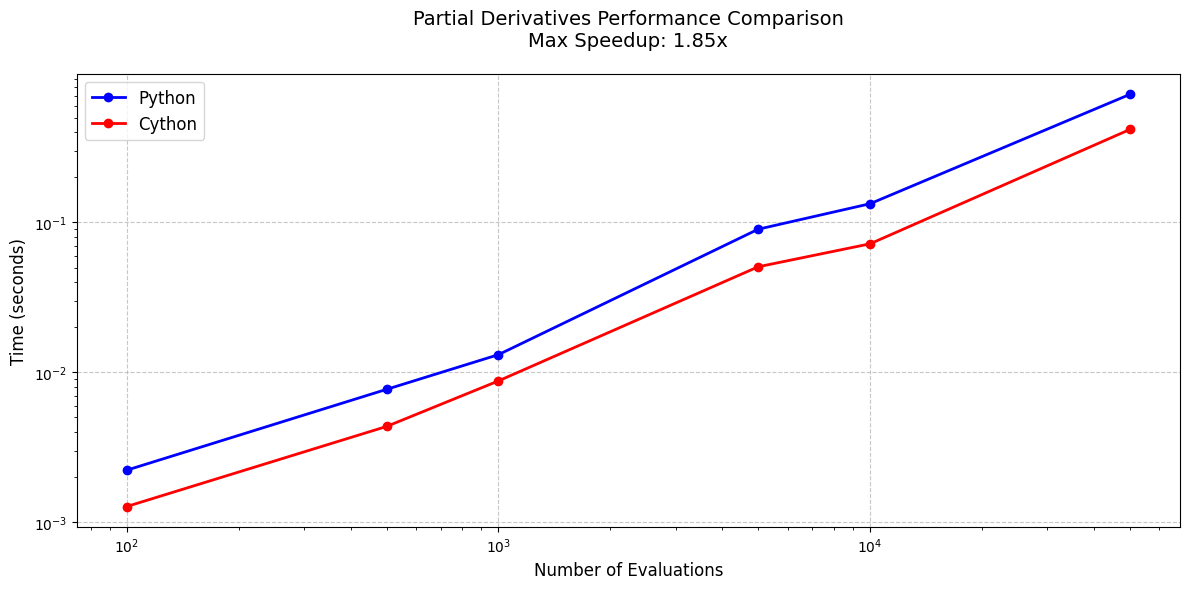 Partial Derivatives Performance Comparison
Max Speedup: 1.85x
Python
Cython
Time (seconds)
10⁻¹
10⁻²
10⁻³
10²
10³
10⁴
Number of Evaluations